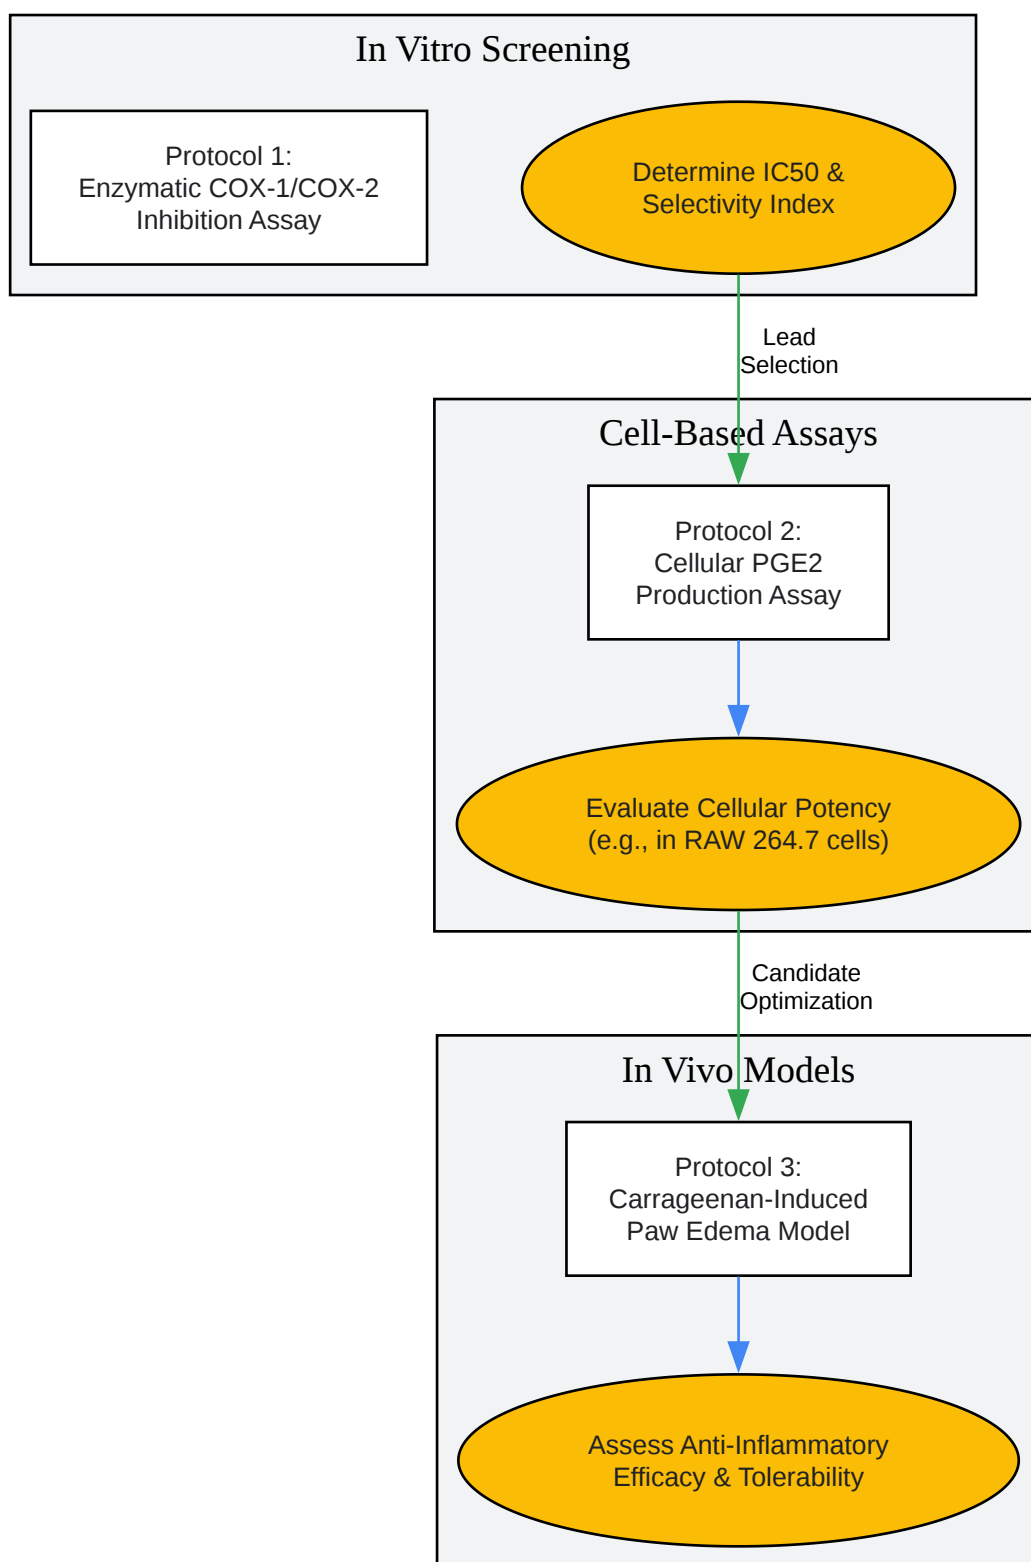 In Vitro Screening
Protocol 1:
Enzymatic COX-1/COX-2
Inhibition Assay
Determine IC50 &
Selectivity Index
Lead
Selection
Cell-Based Assays
Protocol 2:
Cellular PGE2
Production Assay
Evaluate Cellular Potency
(e.g., in RAW 264.7 cells)
Candidate
Optimization
In Vivo Models
Protocol 3:
Carrageenan-Induced
Paw Edema Model
Assess Anti-Inflammatory
Efficacy & Tolerability